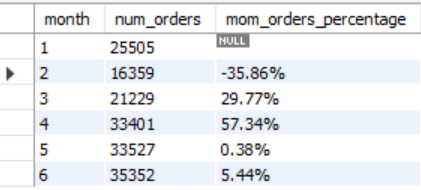 month num_orders mom_orders_percentage
1 25505 NULL
2 16359 -35.86%
3 21229 29.77%
4 33401 57.34%
5 33527 0.38%
6 35352 5.44%